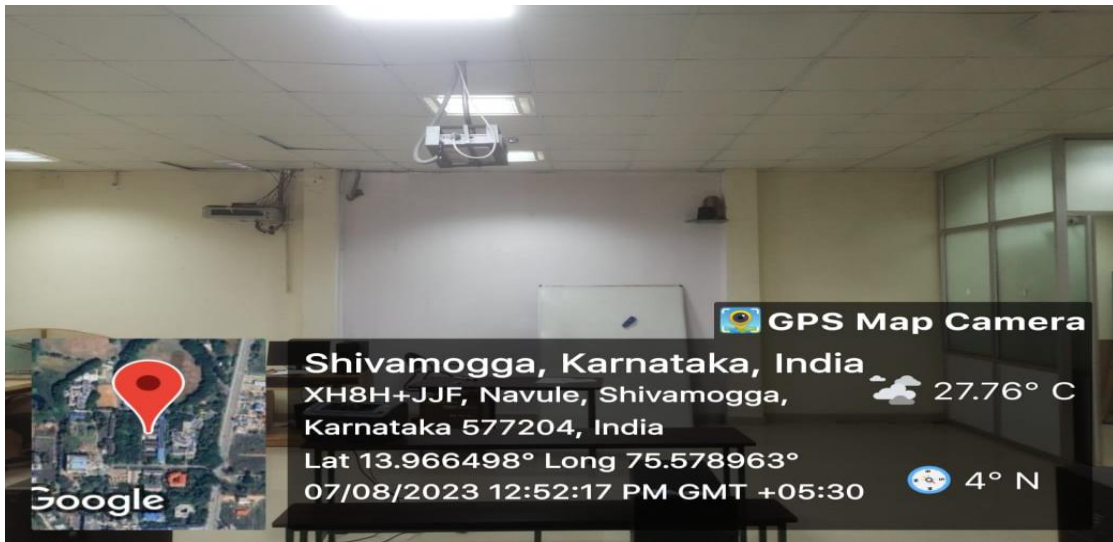 GPS Map Camera
Shivamogga, Karnataka, India
XH8H+JJF, Navule, Shivamogga,
Karnataka 577204, India
Lat 13.966498° Long 75.578963°
07/08/2023 12:52:17 PM GMT +05:30
27.76° C
4° N
Google